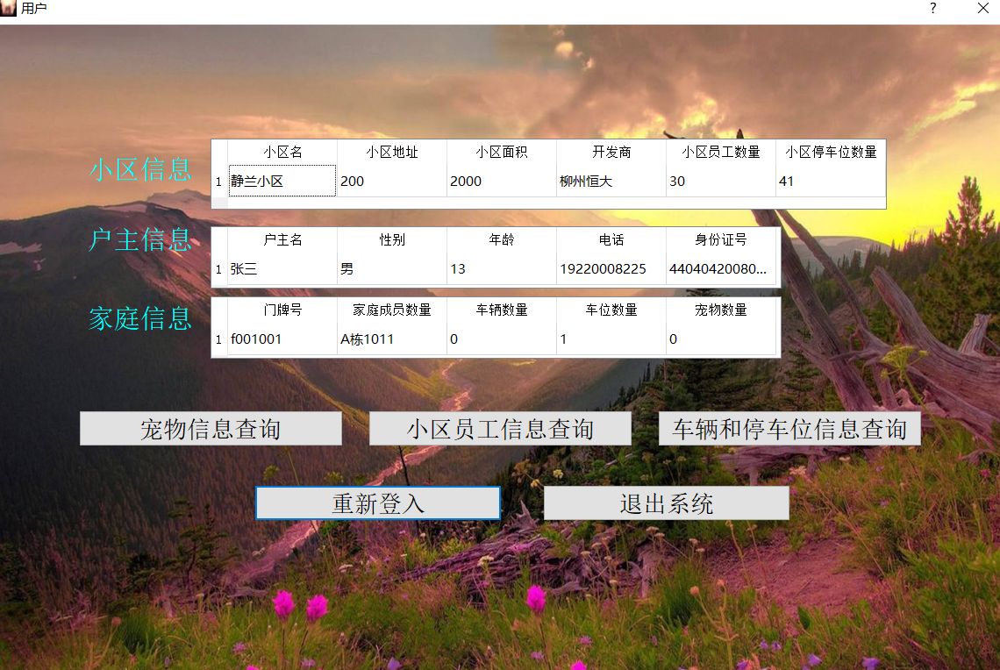 用户
小区信息
小区名 小区地址 小区面积 开发商 小区员工数量 小区停车位数量
1 静兰小区 200 2000 柳州恒大 30 41
户主信息
户主名 性别 年龄 电话 身份证号
1 张三 男 13 19220008225 44040420080...
家庭信息
门牌号 家庭成员数量 车辆数量 车位数量 宠物数量
1 f001001 A栋1011 0 1 0
宠物信息查询 小区员工信息查询 车辆和停车位信息查询
重新登入 退出系统